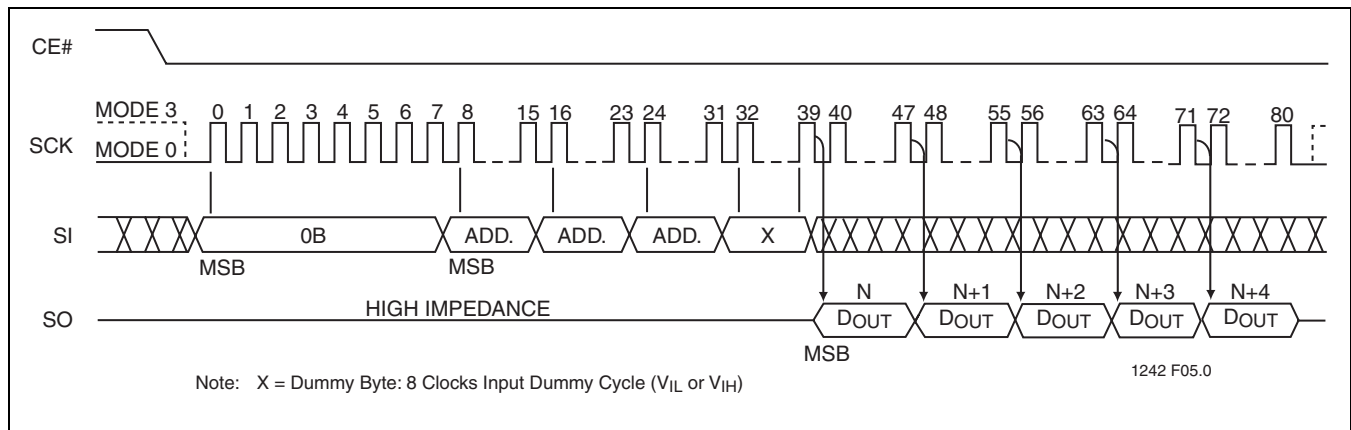 CE#
MODE 3 0 1 2 3 4 5 6 7 8 15 16 23 24 31 32 39 40 47 48 55 56 63 64 71 72 80
SCK
MODE 0
SI 0B ADD. ADD. ADD. X
MSB MSB
N N+1 N+2 N+3 N+4
HIGH IMPEDANCE
SO DOUT DOUT DOUT DOUT DOUT
MSB
1242 F05.0
Note: X = Dummy Byte: 8 Clocks Input Dummy Cycle (VIL or VIH)